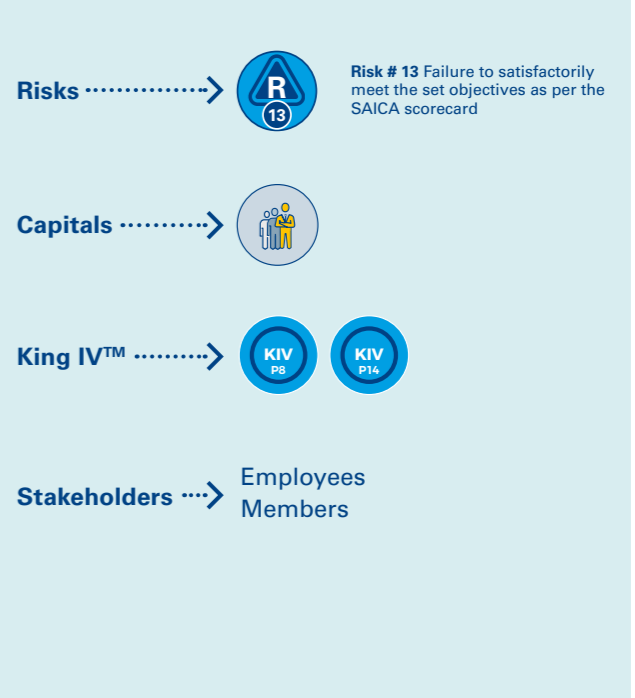 Risks
R
13
Risk # 13 Failure to satisfactorily
meet the set objectives as per the
SAICA scorecard
Capitals
King IV™
KIV
P8
KIV
P14
Stakeholders
Employees
Members